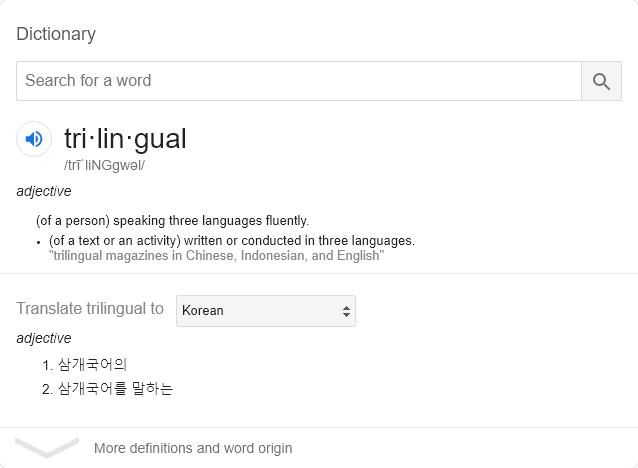 Dictionary
Search for a word
tri·lin·gual
/trīˈliNGgwəl/
adjective
(of a person) speaking three languages fluently.
• (of a text or an activity) written or conducted in three languages.
"trilingual magazines in Chinese, Indonesian, and English"
Translate trilingual to Korean
adjective
1. 삼개국어의
2. 삼개국어를 말하는
More definitions and word origin